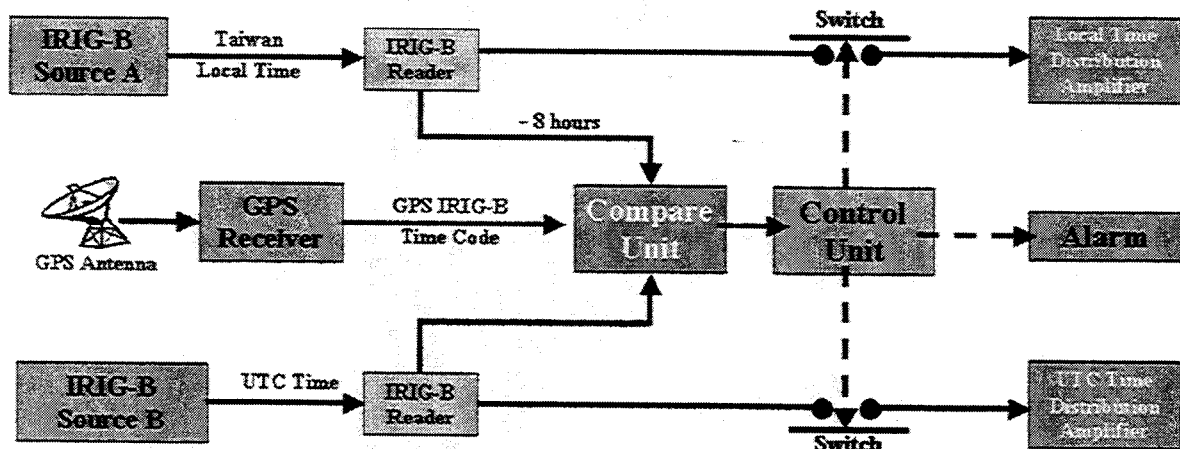 Switch
IRIG-B
Source A
Taiwan
Local Time
IRIG-B
Reader
Local Time
Distribution
Amplifier
- 8 hours
GPS Antenna
GPS
Receiver
GPS IRIG-B
Time Code
Compare
Unit
Control
Unit
Alarm
IRIG-B
Source B
UTC Time
IRIG-B
Reader
UTC Time
Distribution
Amplifier
Switch